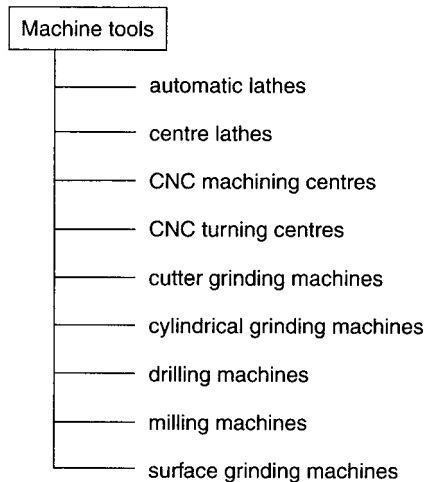 Machine tools
automatic lathes
centre lathes
CNC machining centres
CNC turning centres
cutter grinding machines
cylindrical grinding machines
drilling machines
milling machines
surface grinding machines